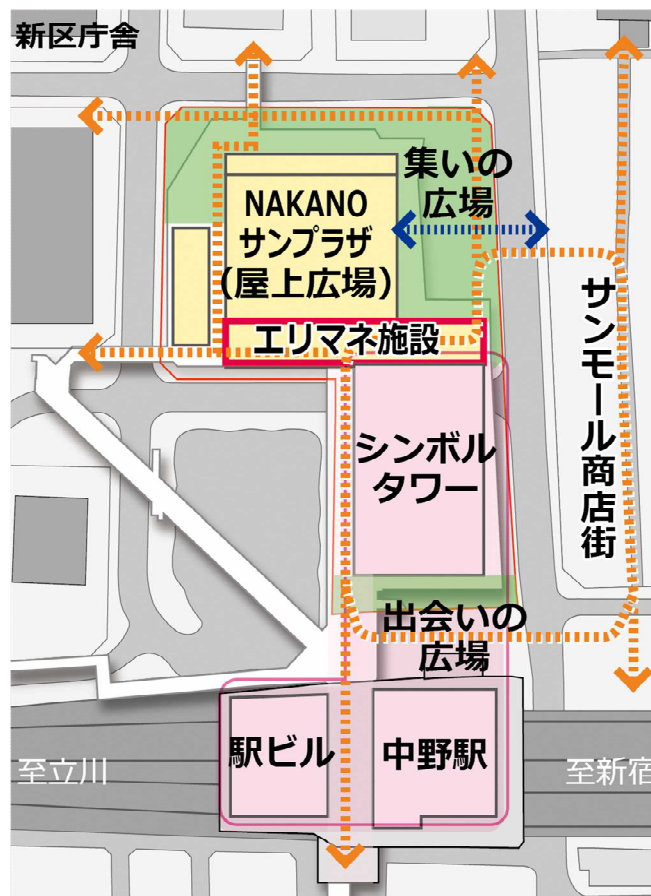 新区庁舎
集いの
広場
NAKANO
サンプラザ
(屋上広場)
エリマネ施設
サンモール商店街
シンボル
タワー
出会いの
広場
駅ビル
中野駅
至立川
至新宿